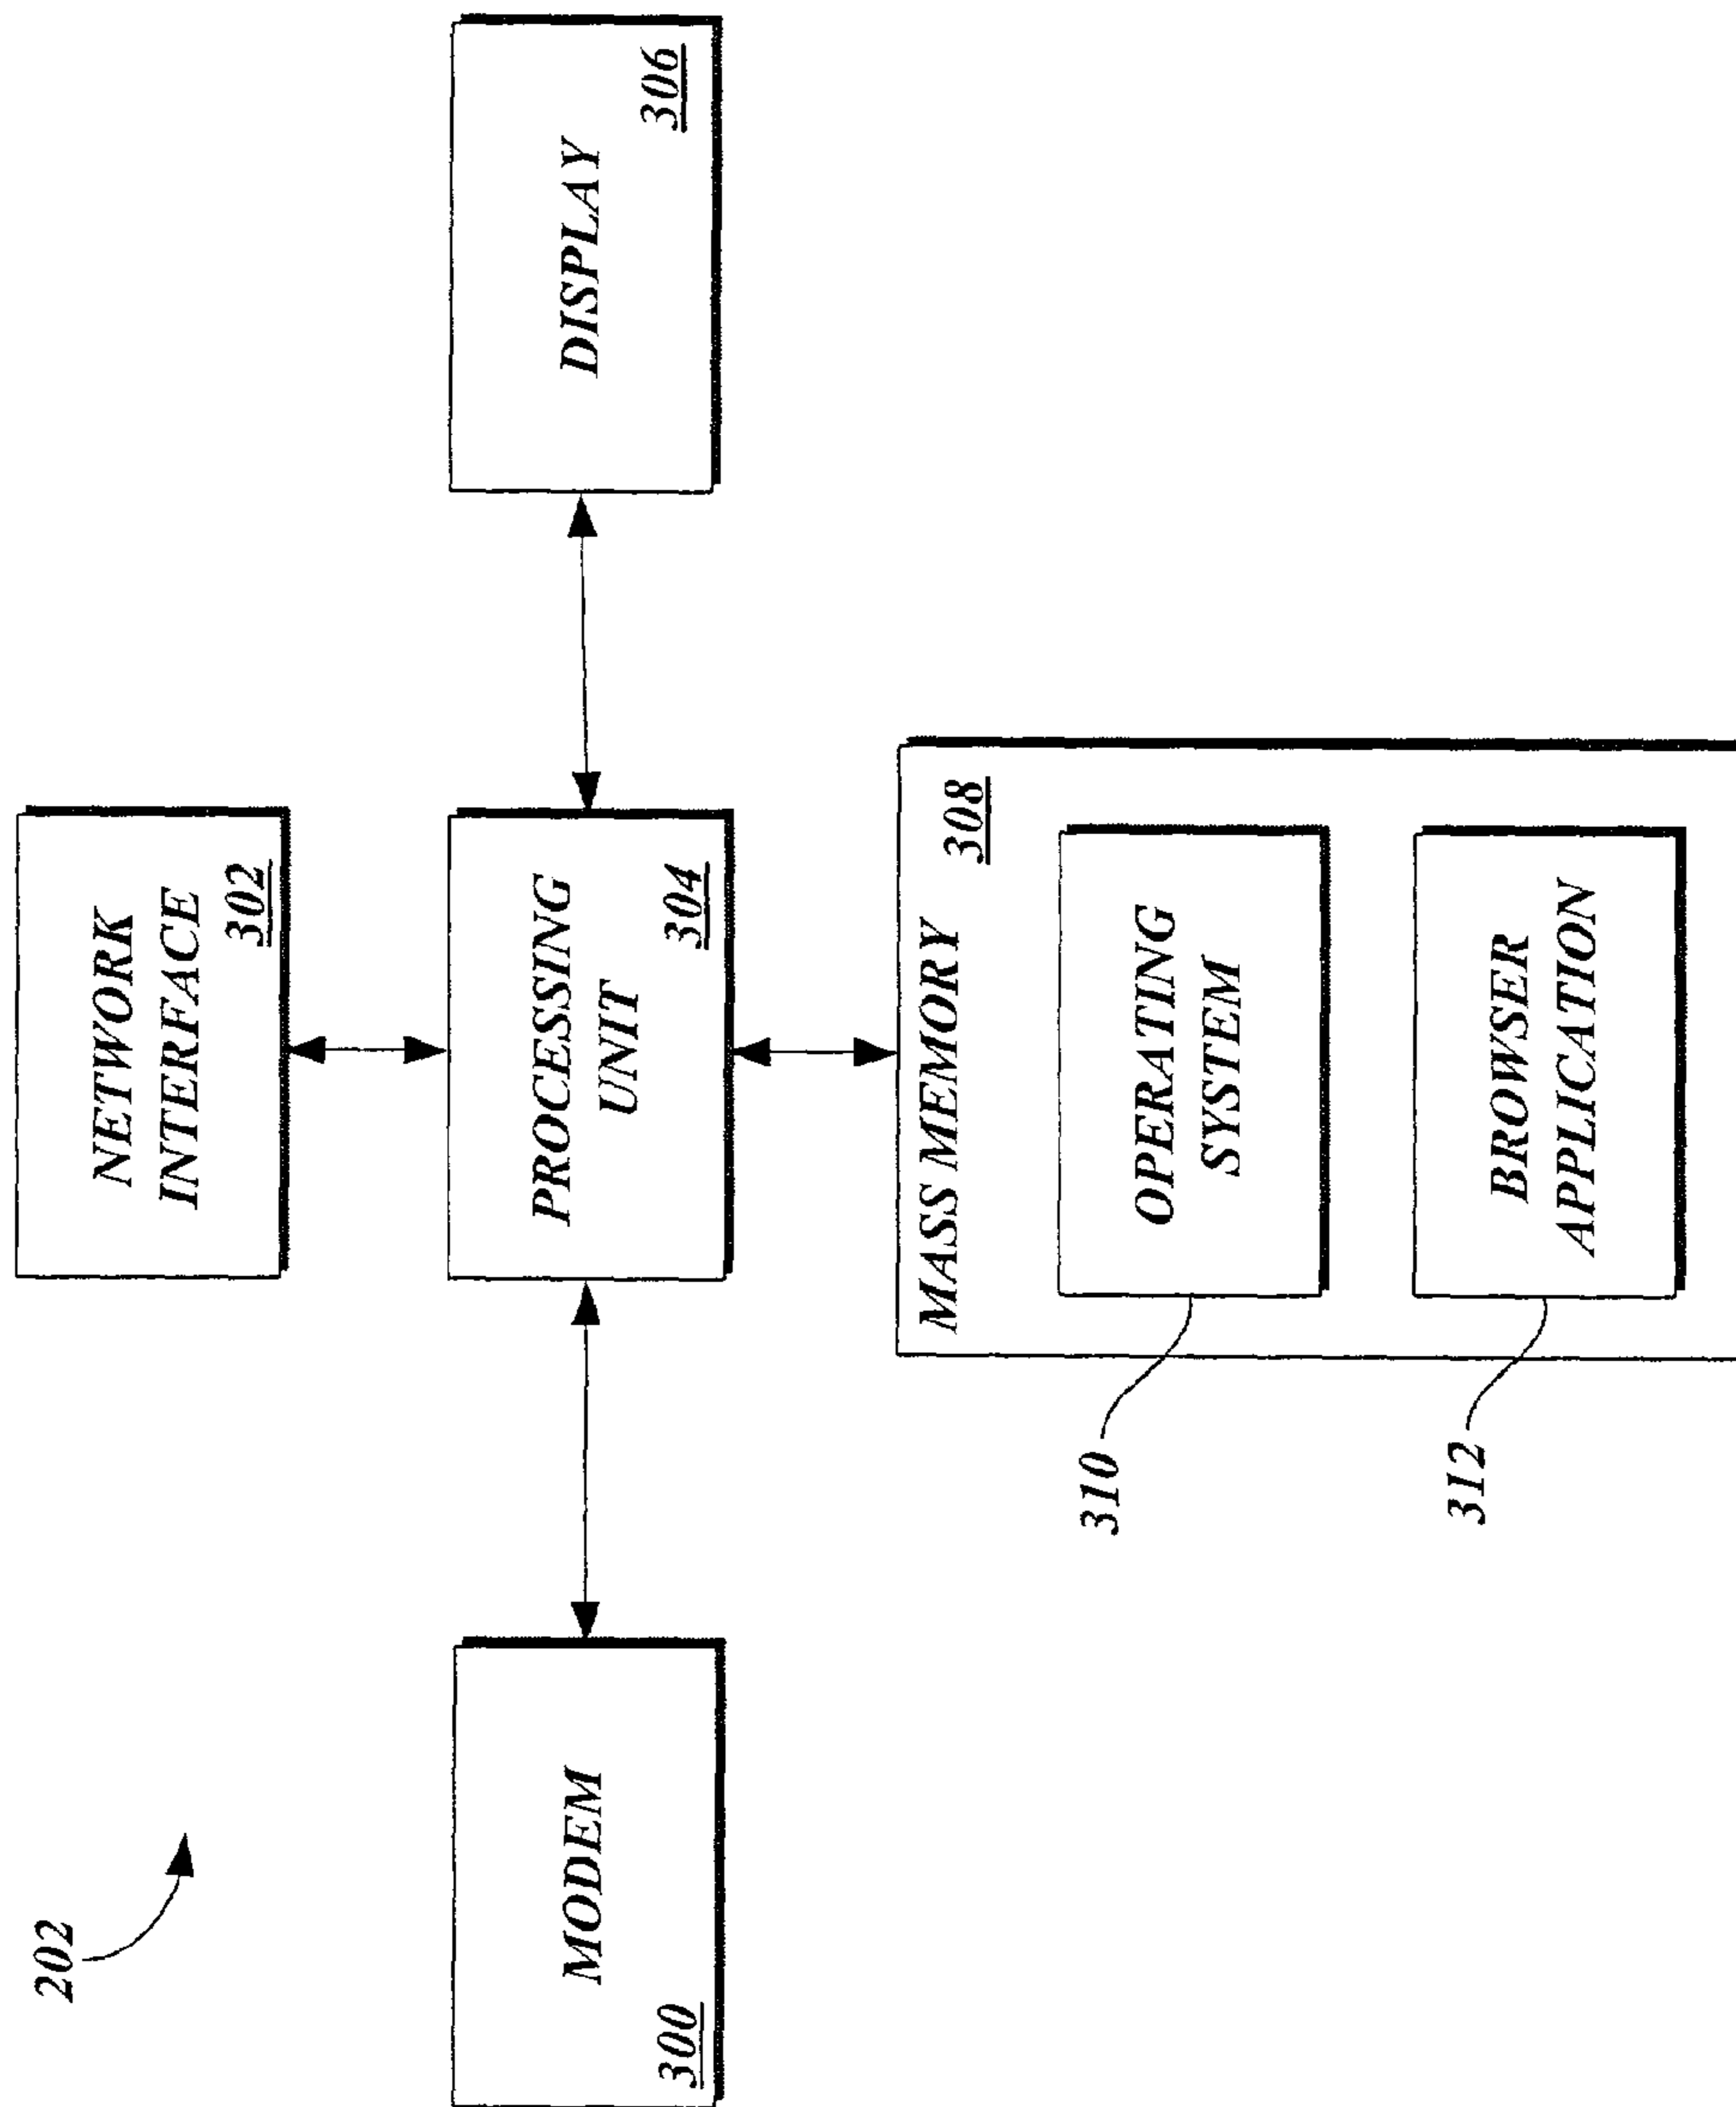 202
NETWORK
INTERFACE
302
MODEM
300
PROCESSING
UNIT
304
DISPLAY
306
MASS MEMORY
308
310
OPERATING
SYSTEM
312
BROWSER
APPLICATION